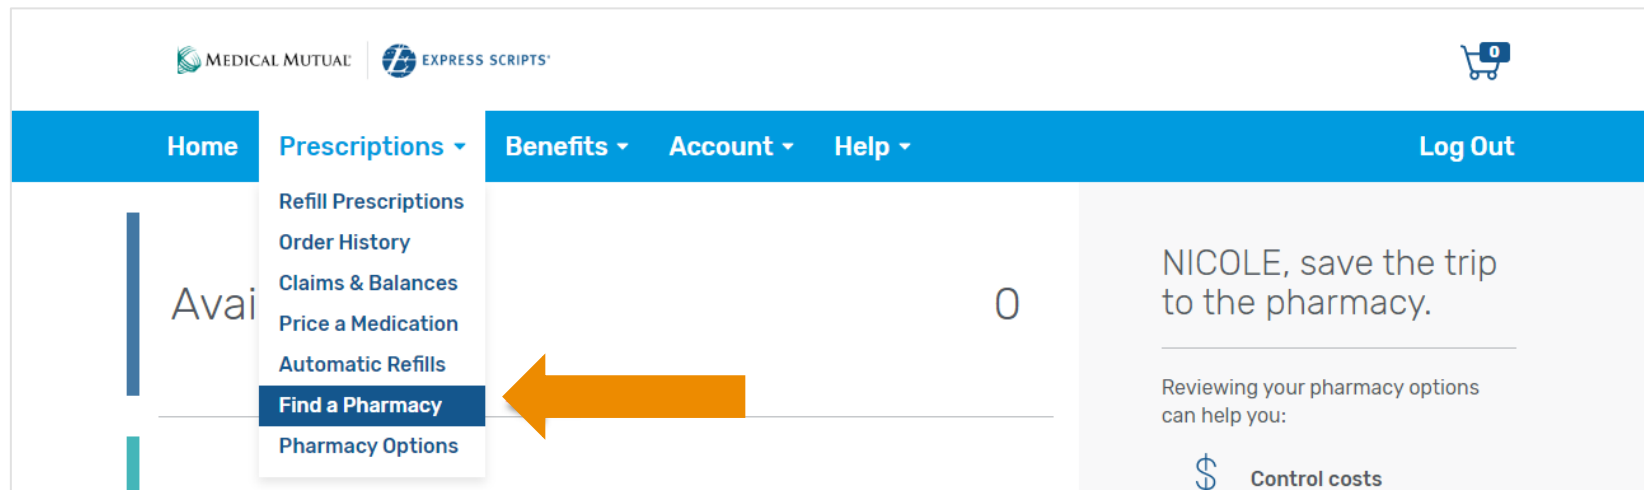 MEDICAL MUTUAL®
EXPRESS SCRIPTS®
0
Home
Prescriptions
Benefits
Account
Help
Log Out
Refill Prescriptions
Order History
Claims & Balances
Price a Medication
Automatic Refills
Find a Pharmacy
Pharmacy Options
Avai
0
NICOLE, save the trip
to the pharmacy.
Reviewing your pharmacy options
can help you:
$
Control costs